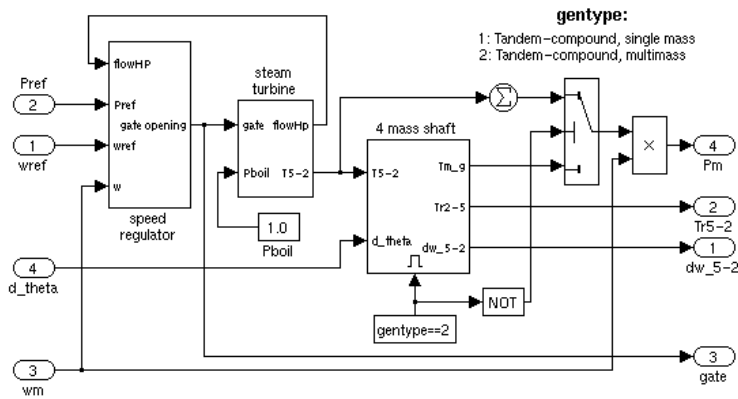 gentype:
1: Tandem-compound, single mass
2: Tandem-compound, multimass
flowHP
Pref
gate opening
wref
w
speed
regulator
steam
turbine
gate
flowHp
Pboil
T5-2
1.0
Pboil
4 mass shaft
T5-2
Tm_g
Tr2-5
d_theta
dw_5-2
gentype==2
NOT
Σ
×
Pref
2
1
wref
4
d_theta
3
wm
4
Pm
2
Tr5-2
1
dw_5-2
3
gate